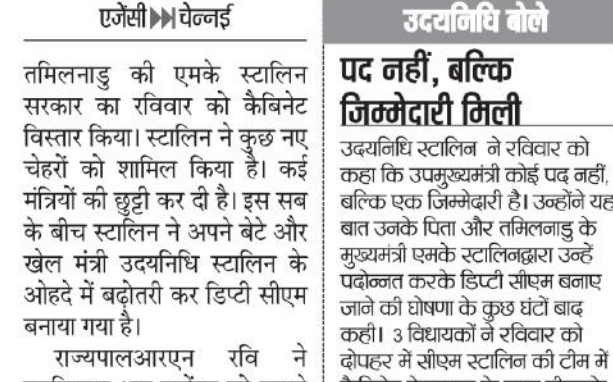 एजेंसी ▶▶ चेन्नई
तमिलनाडु की एमके स्टालिन
सरकार का रविवार को कैबिनेट
विस्तार किया। स्टालिन ने कुछ नए
चेहरों को शामिल किया है। कई
मंत्रियों की छुट्टी कर दी है। इस सब
के बीच स्टालिन ने अपने बेटे और
खेल मंत्री उदयनिधि स्टालिन के
ओहदे में बढ़ोतरी कर डिप्टी सीएम
बनाया गया है।
राज्यपालआरएन रवि ने
उदयनिधि बोले
पद नहीं, बल्कि
जिम्मेदारी मिली
उदयनिधि स्टालिन ने रविवार को
कहा कि उपमुख्यमंत्री कोई पद नहीं,
बल्कि एक जिम्मेदारी है। उन्होंने यह
बात उनके पिता और तमिलनाडु के
मुख्यमंत्री एमके स्टालिनद्वारा उन्हें
पदोन्नत करके डिप्टी सीएम बनाए
जाने की घोषणा के कुछ घंटों बाद
कही। 3 विधायकों ने रविवार को
दोपहर में सीएम स्टालिन की टीम में